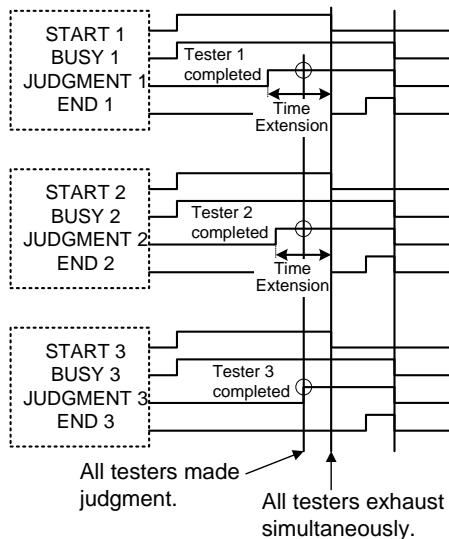 START 1
BUSY 1
JUDGMENT 1
END 1
Tester 1
completed
Time
Extension
START 2
BUSY 2
JUDGMENT 2
END 2
Tester 2
completed
Time
Extension
START 3
BUSY 3
JUDGMENT 3
END 3
Tester 3
completed
All testers made
judgment.
All testers exhaust
simultaneously.